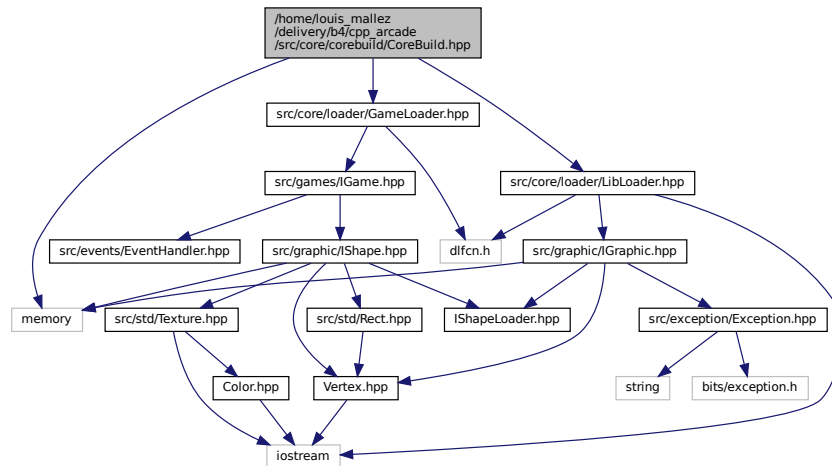 /home/louis_mallez
/delivery/b4/cpp_arcade
/src/core/corebuild/CoreBuild.hpp
src/core/loader/GameLoader.hpp
src/games/IGame.hpp
src/core/loader/LibLoader.hpp
src/events/EventHandler.hpp
src/graphic/IShape.hpp
dlfcn.h
src/graphic/IGraphic.hpp
memory
src/std/Texture.hpp
src/std/Rect.hpp
IShapeLoader.hpp
src/exception/Exception.hpp
Color.hpp
Vertex.hpp
string
bits/exception.h
iostream